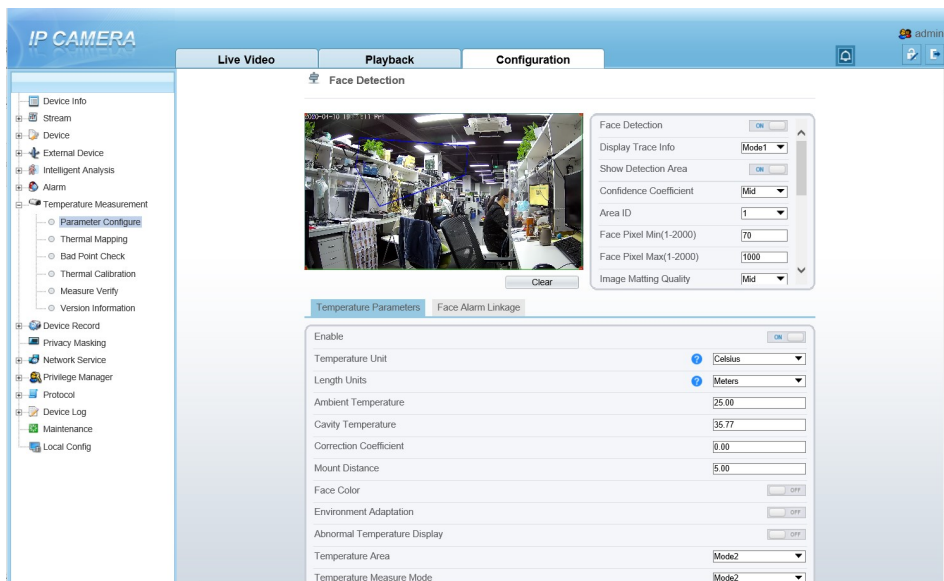 IP CAMERA
admin
Live Video Playback Configuration
Face Detection
Device Info
Stream
Device
External Device
Intelligent Analysis
Alarm
Temperature Measurement
Parameter Configure
Thermal Mapping
Bad Point Check
Thermal Calibration
Measure Verify
Version Information
Device Record
Privacy Masking
Network Service
Privilege Manager
Protocol
Device Log
Maintenance
Local Config
Face Detection ON
Display Trace Info Mode1
Show Detection Area ON
Confidence Coefficient Mid
Area ID 1
Face Pixel Min(1-2000) 70
Face Pixel Max(1-2000) 1000
Image Matting Quality Mid
Clear
Temperature Parameters Face Alarm Linkage
Enable ON
Temperature Unit ? Celsius
Length Units ? Meters
Ambient Temperature 25.00
Cavity Temperature 35.77
Correction Coefficient 0.00
Mount Distance 5.00
Face Color OFF
Environment Adaptation OFF
Abnormal Temperature Display OFF
Temperature Area Mode2
Temperature Measure Mode Mode2